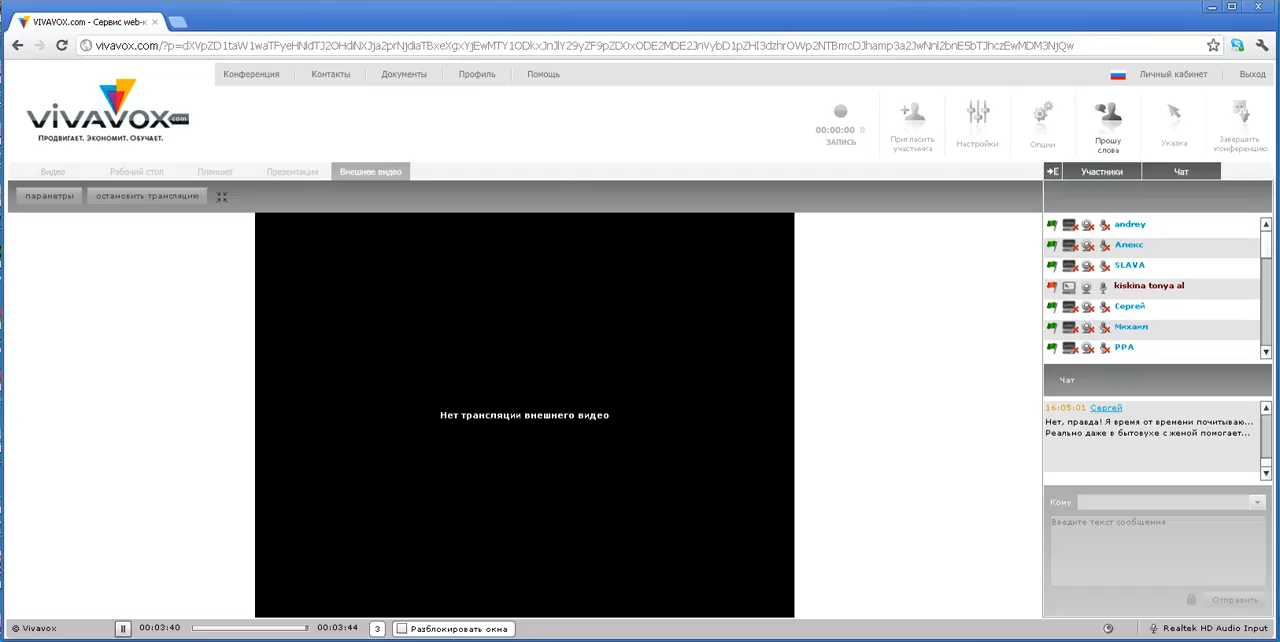 VIVAVOX.com - Сервис web-к
Конференция Контакты Документы Профиль Помощь Личный кабинет Выход
vivavox.com
Продвигает. Экономит. Обучает.
00:00:00 0
ЗАПИСЬ
Пригласить участника
Настройки
Опции
Прошу слова
Указка
Завершить конференцию
Видео Рабочий стол Планшет Презентация Внешнее видео
Участники Чат
параметры остановить трансляцию
andrey
Алекс
SLAVA
kiskina tonya al
Сергей
Михаил
PPA
Нет трансляции внешнего видео
Чат
16:05:01 Сергей
Нет, правда! Я время от времени почитываю...
Реально даже в бытовухе с женой помогает...
Кому
Введите текст сообщения
Отправить
© Vivavox 00:03:40 00:03:44 3 Разблокировать окна Realtek HD Audio Input